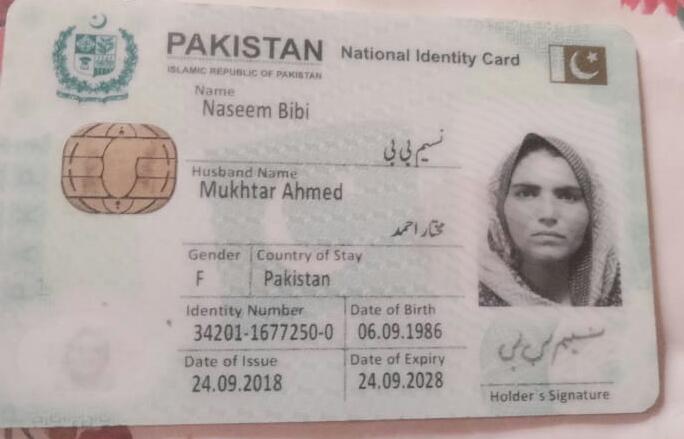 PAKISTAN National Identity Card
ISLAMIC REPUBLIC OF PAKISTAN
Name
Naseem Bibi
نسیم بی بی
Husband Name
Mukhtar Ahmed
مختار احمد
Gender Country of Stay
F Pakistan
Identity Number Date of Birth
34201-1677250-0 06.09.1986
Date of Issue Date of Expiry
24.09.2018 24.09.2028
نسیم بی بی
Holder's Signature